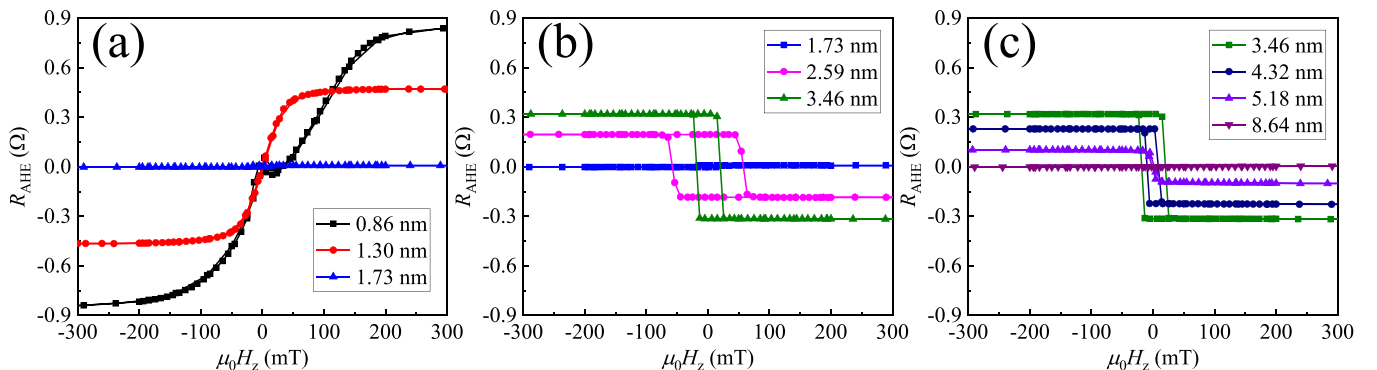 (a)
0.9
0.6
0.3
0.0
-0.3
-0.6
-0.9
R_AHE (Ω)
0.86 nm
1.30 nm
1.73 nm
-300 -200 -100 0 100 200 300
μ₀H_z (mT)
(b)
0.9
0.6
0.3
0.0
-0.3
-0.6
-0.9
R_AHE (Ω)
1.73 nm
2.59 nm
3.46 nm
-300 -200 -100 0 100 200 300
μ₀H_z (mT)
(c)
0.9
0.6
0.3
0.0
-0.3
-0.6
-0.9
R_AHE (Ω)
3.46 nm
4.32 nm
5.18 nm
8.64 nm
-300 -200 -100 0 100 200 300
μ₀H_z (mT)